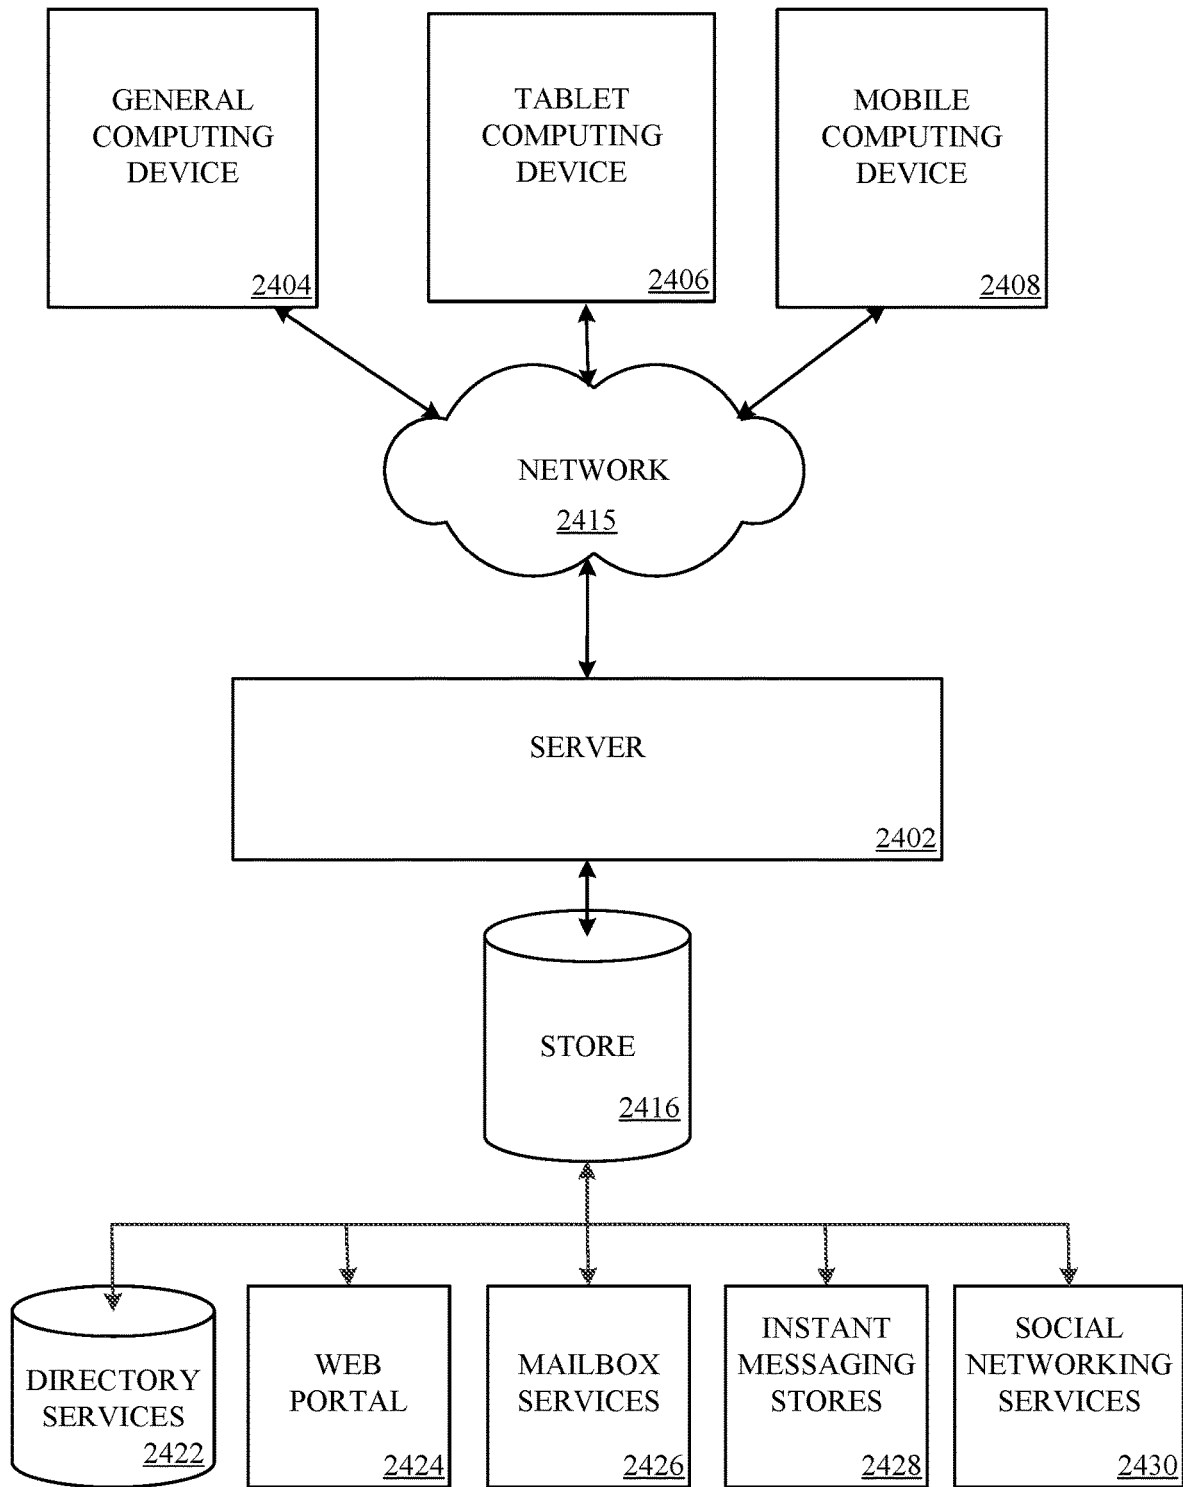 GENERAL
COMPUTING
DEVICE
2404
TABLET
COMPUTING
DEVICE
2406
MOBILE
COMPUTING
DEVICE
2408
NETWORK
2415
SERVER
2402
STORE
2416
DIRECTORY
SERVICES
2422
WEB
PORTAL
2424
MAILBOX
SERVICES
2426
INSTANT
MESSAGING
STORES
2428
SOCIAL
NETWORKING
SERVICES
2430